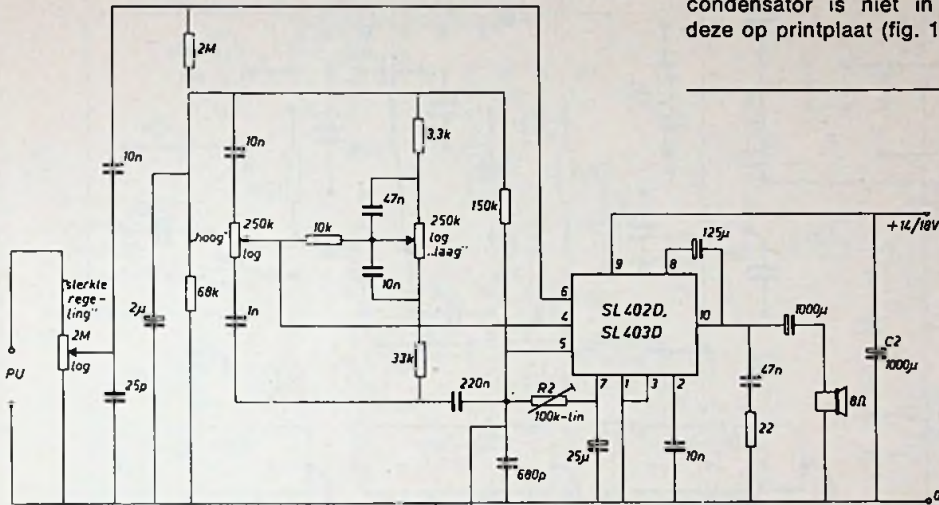 condensator is niet in
deze op printplaat (fig. 1
2M
10n
10n
3,3k
47n
150k
+14/18V
125µ
"hoog"
250k
log
10k
250k
log
„laag"
9
8
"sterkte
rege-
ling"
2M
log
PU
2µ
68k
1n
10n
33k
6
4
5
SL402D.
SL403D
10
1000µ
C2
1000µ
47n
8Ω
25p
220n
R2
100k-lin
7
1
3
2
22
680p
25µ
10n
0